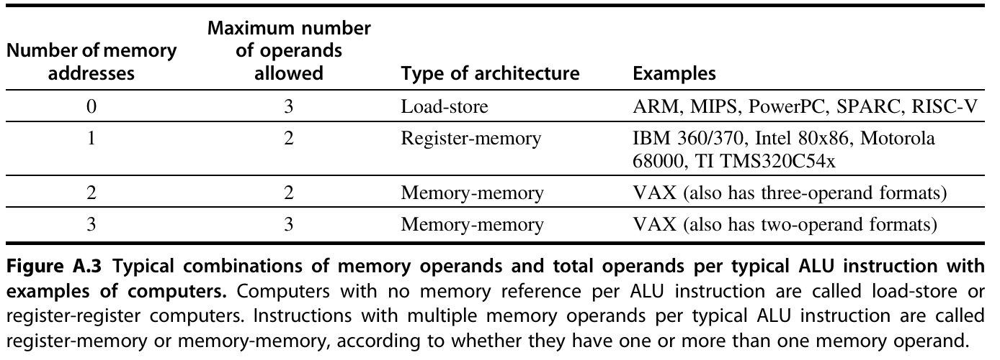 Number of memory addresses | Maximum number of operands allowed | Type of architecture | Examples
0 | 3 | Load-store | ARM, MIPS, PowerPC, SPARC, RISC-V
1 | 2 | Register-memory | IBM 360/370, Intel 80x86, Motorola 68000, TI TMS320C54x
2 | 2 | Memory-memory | VAX (also has three-operand formats)
3 | 3 | Memory-memory | VAX (also has two-operand formats)
Figure A.3 Typical combinations of memory operands and total operands per typical ALU instruction with
examples of computers. Computers with no memory reference per ALU instruction are called load-store or
register-register computers. Instructions with multiple memory operands per typical ALU instruction are called
register-memory or memory-memory, according to whether they have one or more than one memory operand.